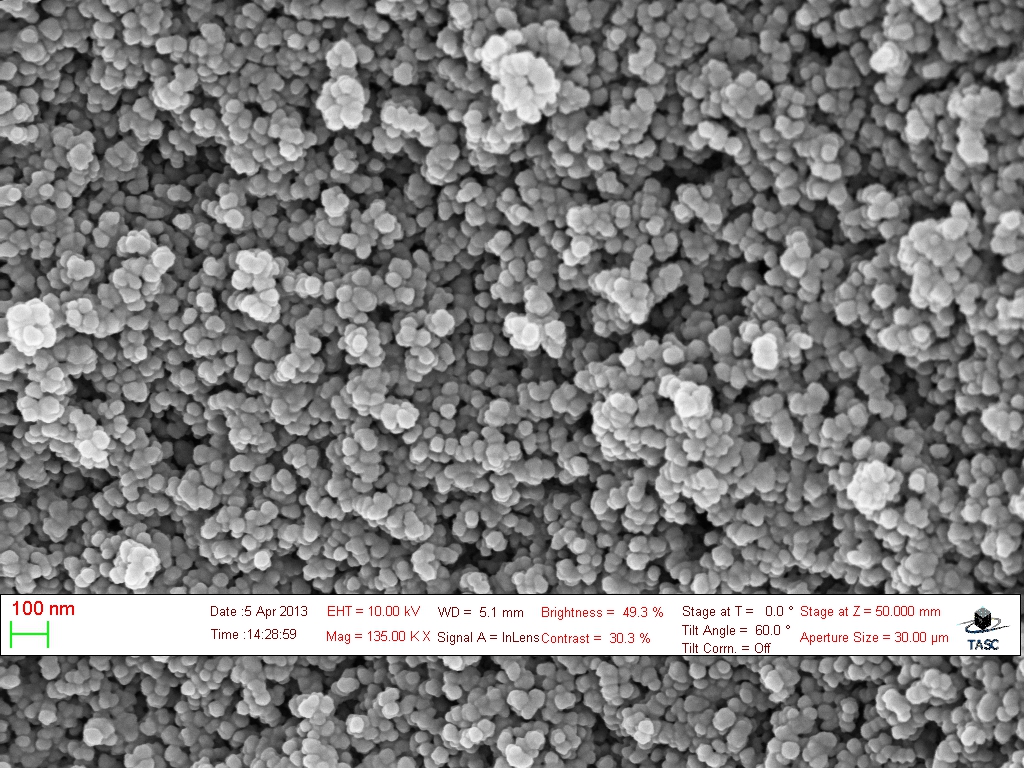 100 nm
Date :5 Apr 2013 EHT = 10.00 kV WD = 5.1 mm Brightness = 49.3 % Stage at T = 0.0 ° Stage at Z = 50.000 mm
Time :14:28:59 Mag = 135.00 K X Signal A = InLens Contrast = 30.3 % Tilt Angle = 60.0 ° Aperture Size = 30.00 µm
Tilt Corrn. = Off
TASC